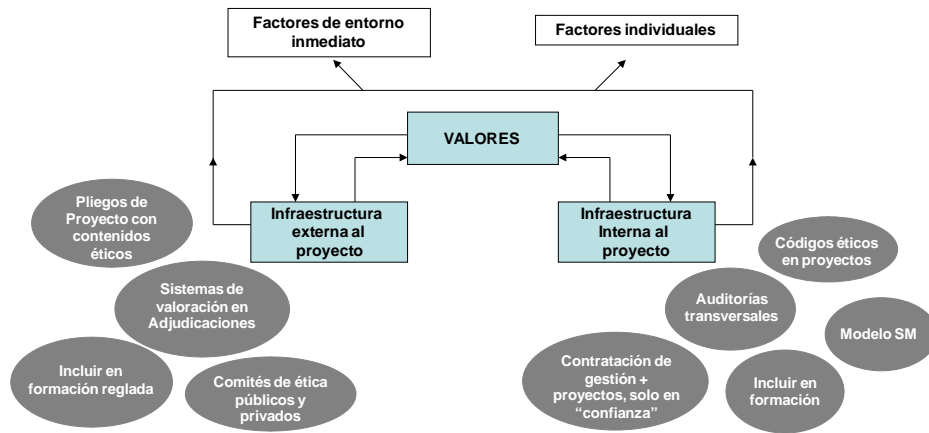 Factores de entorno
inmediato
Factores individuales
VALORES
Infraestructura
externa al
proyecto
Infraestructura
Interna al
proyecto
Pliegos de
Proyecto con
contenidos
éticos
Sistemas de
valoración en
Adjudicaciones
Incluir en
formación reglada
Comités de ética
públicos y
privados
Códigos éticos
en proyectos
Auditorías
transversales
Modelo SM
Contratación de
gestión +
proyectos, solo en
“confianza”
Incluir en
formación